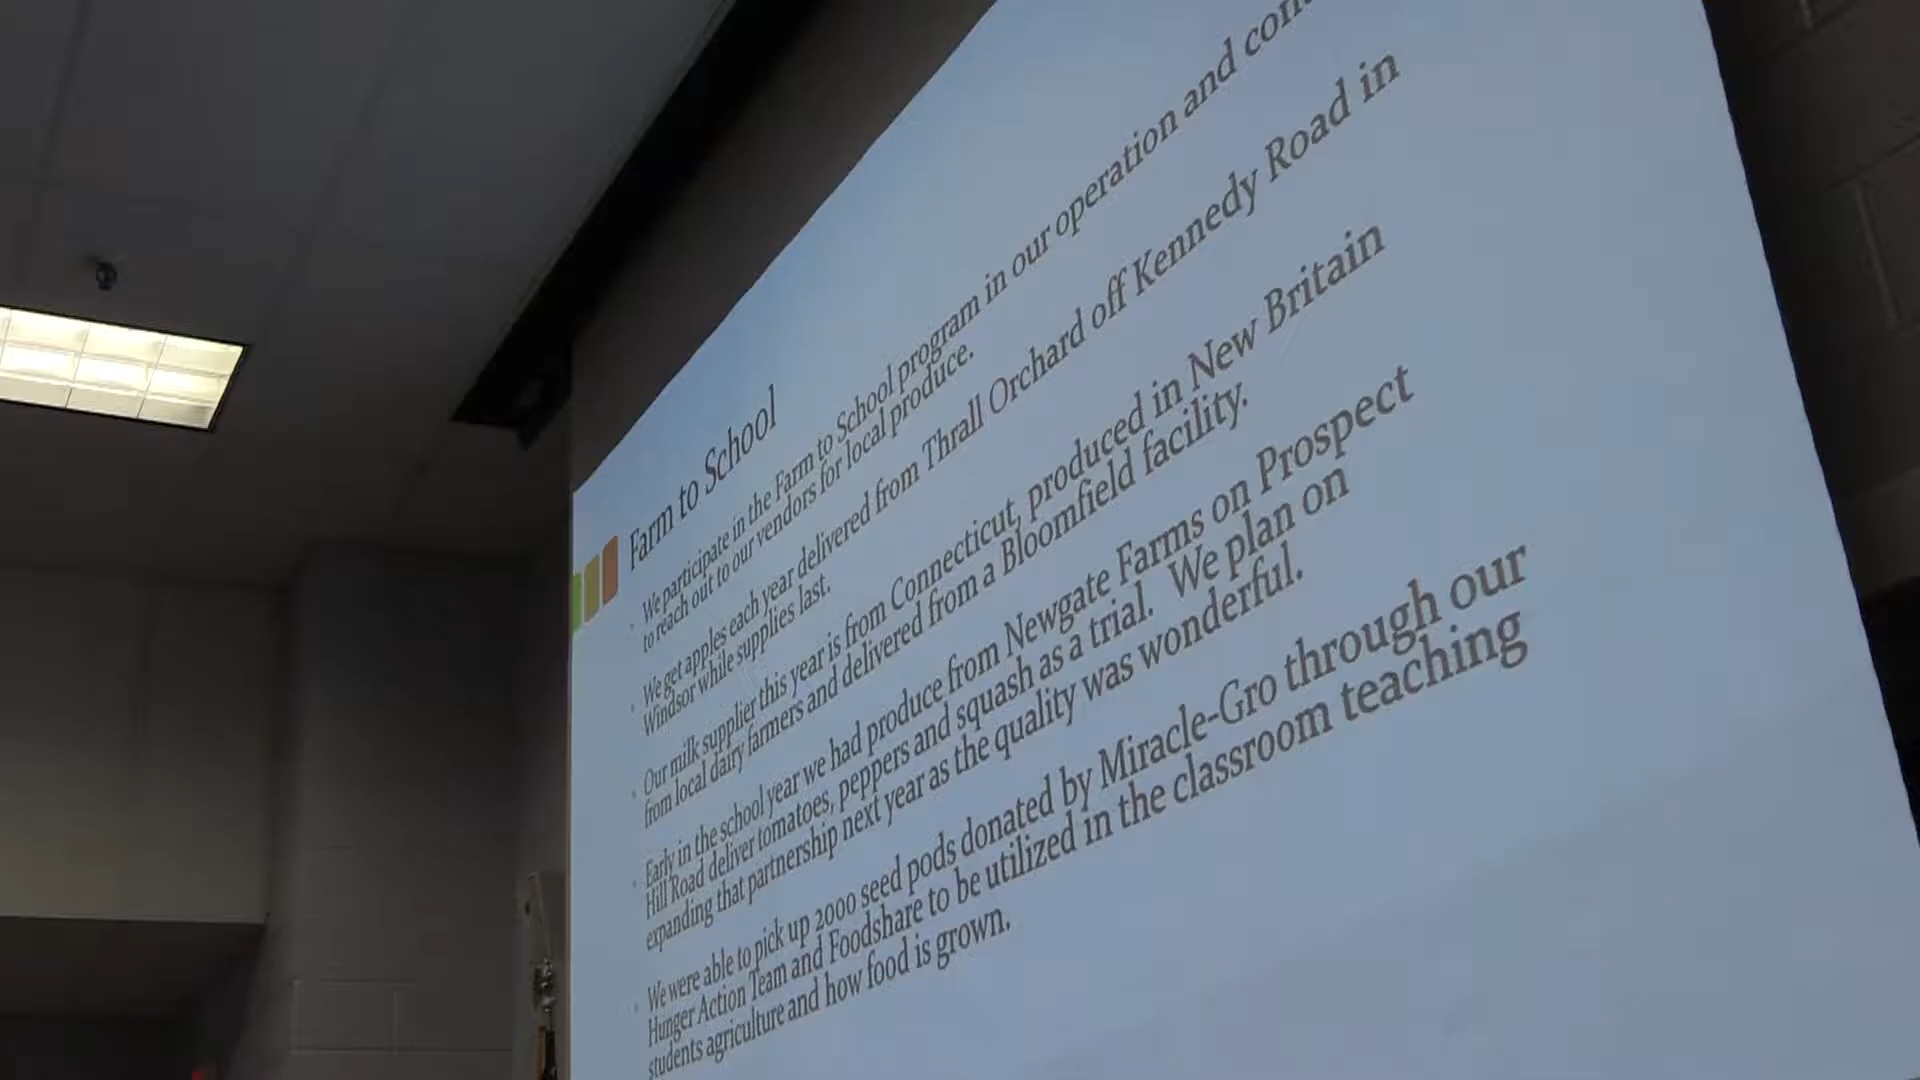 Farm to School
We participate in the Farm to School program in our operation and
to reach out to our vendors for local produce.
We get apples each year delivered from Thrall Orchard off Kennedy Road in
Windsor while supplies last.
Our milk supplier this year is from Connecticut, produced in New Britain
from local dairy farmers and delivered from a Bloomfield facility.
Early in the school year we had produce from Newgate Farms on Prospect
Hill Road deliver tomatoes, peppers and squash as a trial. We plan on
expanding that partnership next year as the quality was wonderful.
We were able to pick up 2000 seed pods donated by Miracle-Gro through our
Hunger Action Team and Foodshare to be utilized in the classroom teaching
students agriculture and how food is grown.